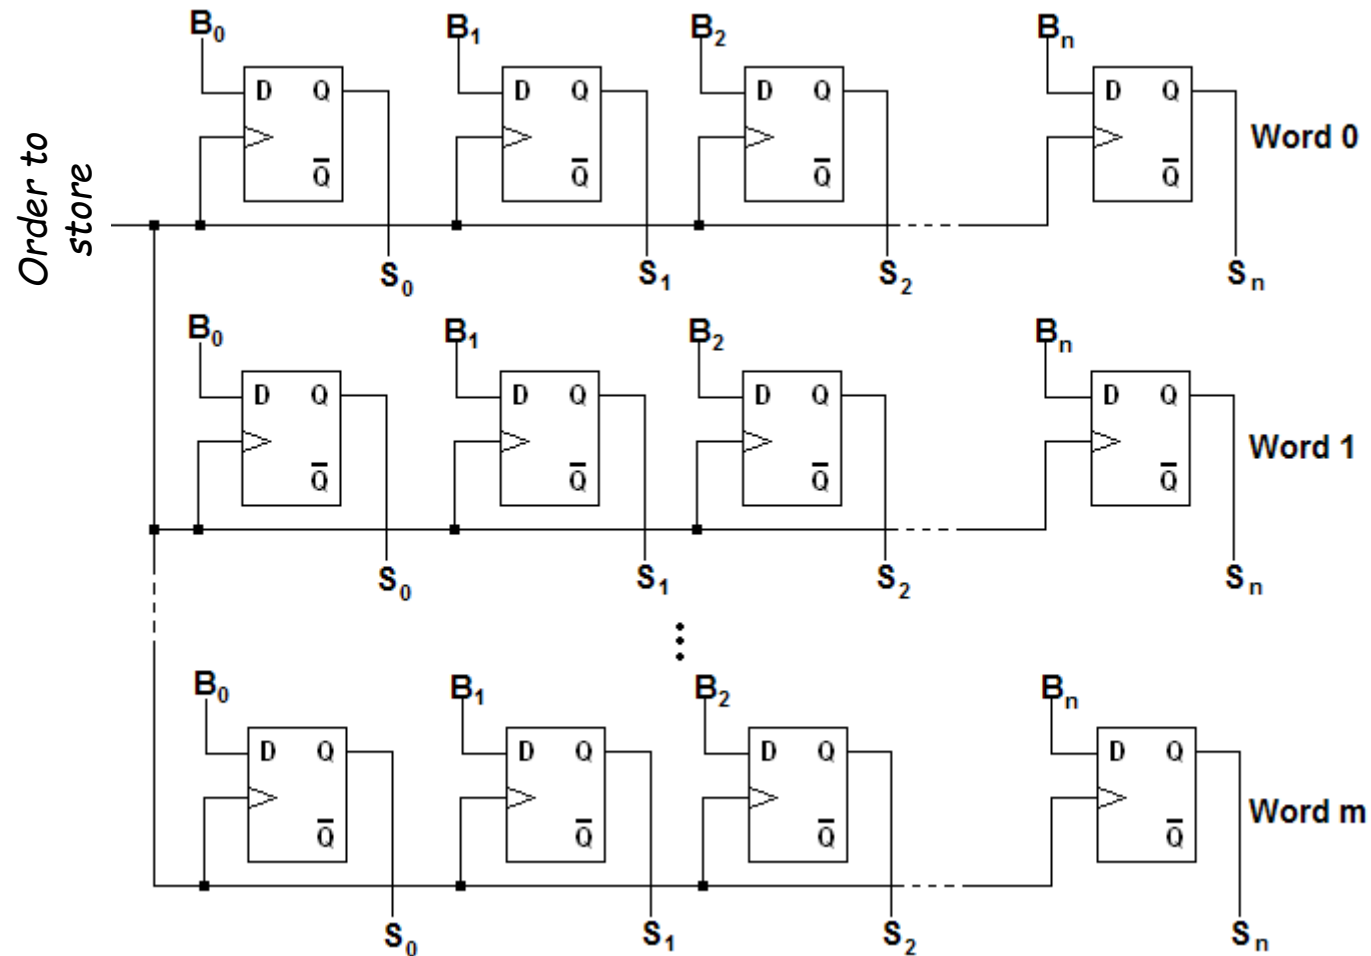 B0 B1 B2 Bn
D Q D Q D Q D Q
Order to
store
Word 0
Q̅ Q̅ Q̅ Q̅
S0 S1 S2 Sn
B0 B1 B2 Bn
D Q D Q D Q D Q
Word 1
Q̅ Q̅ Q̅ Q̅
S0 S1 S2 Sn
B0 B1 B2 Bn
D Q D Q D Q D Q
Word m
Q̅ Q̅ Q̅ Q̅
S0 S1 S2 Sn